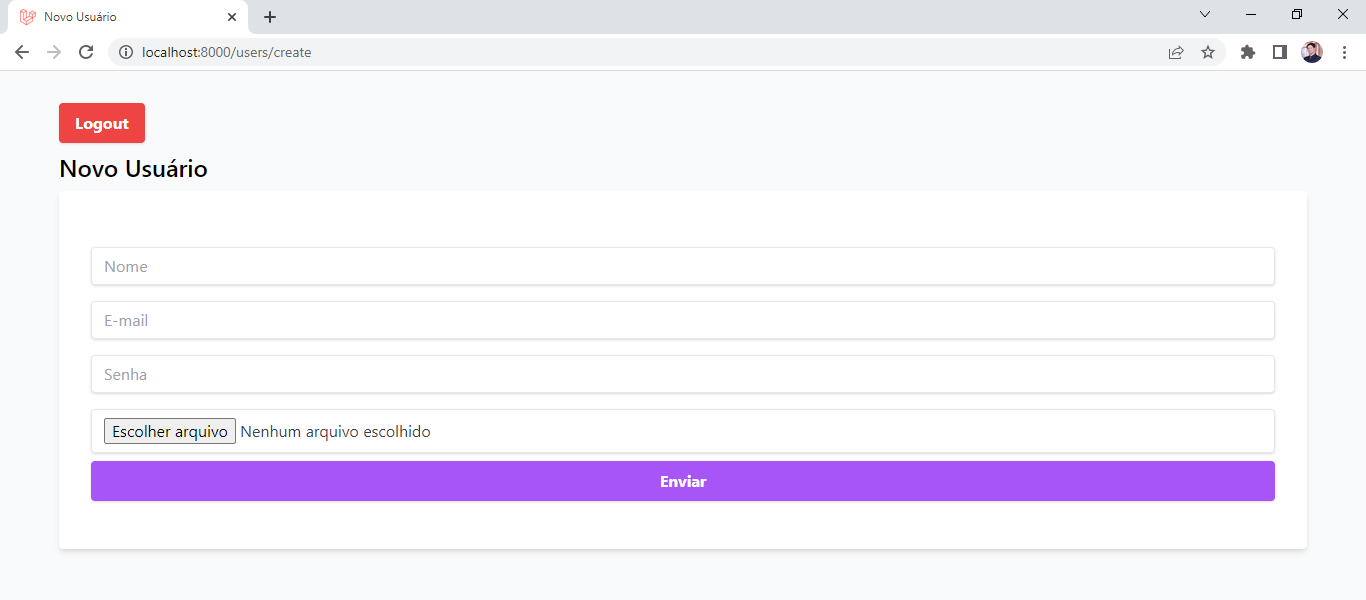 Novo Usuário
localhost:8000/users/create
Logout
Novo Usuário
Nome
E-mail
Senha
Escolher arquivo Nenhum arquivo escolhido
Enviar